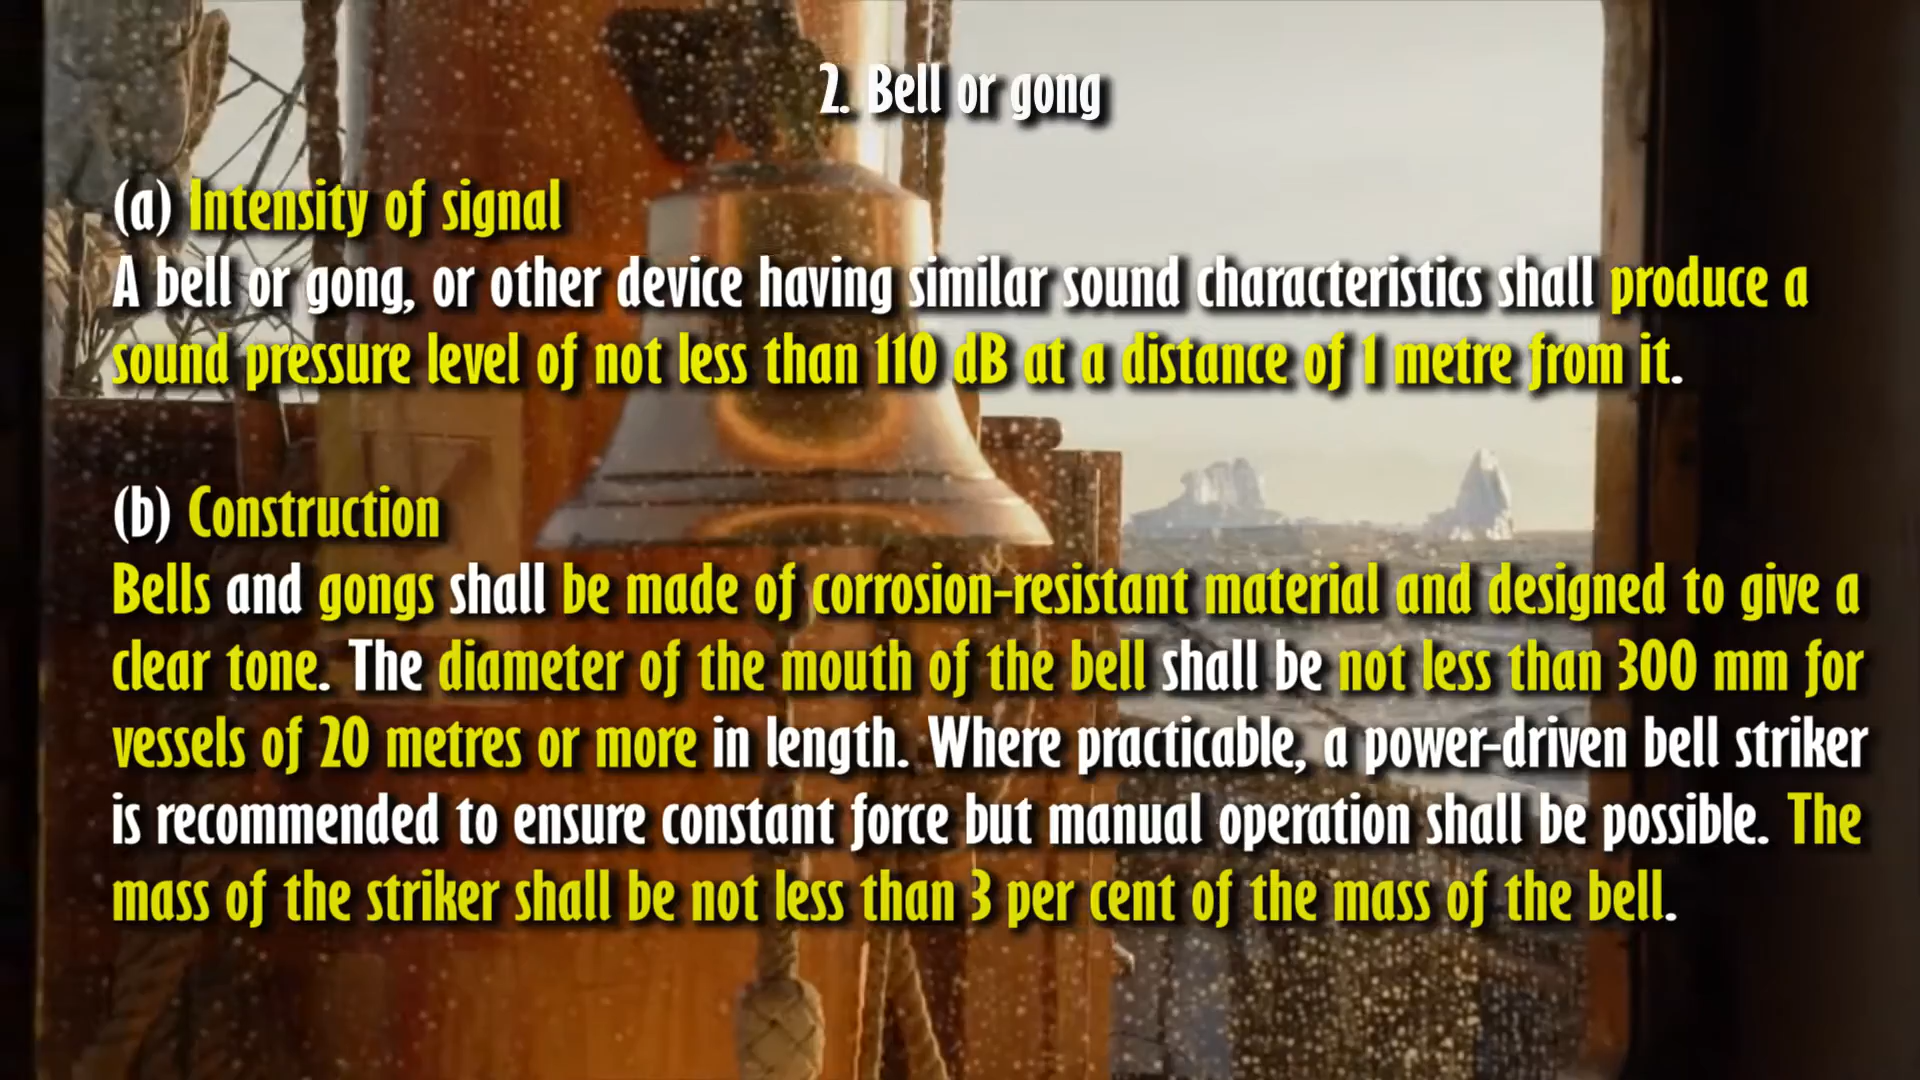 2. Bell or gong
(a) Intensity of signal
A bell or gong, or other device having similar sound characteristics shall produce a
sound pressure level of not less than 110 dB at a distance of 1 metre from it.
(b) Construction
Bells and gongs shall be made of corrosion-resistant material and designed to give a
clear tone. The diameter of the mouth of the bell shall be not less than 300 mm for
vessels of 20 metres or more in length. Where practicable, a power-driven bell striker
is recommended to ensure constant force but manual operation shall be possible. The
mass of the striker shall be not less than 3 per cent of the mass of the bell.